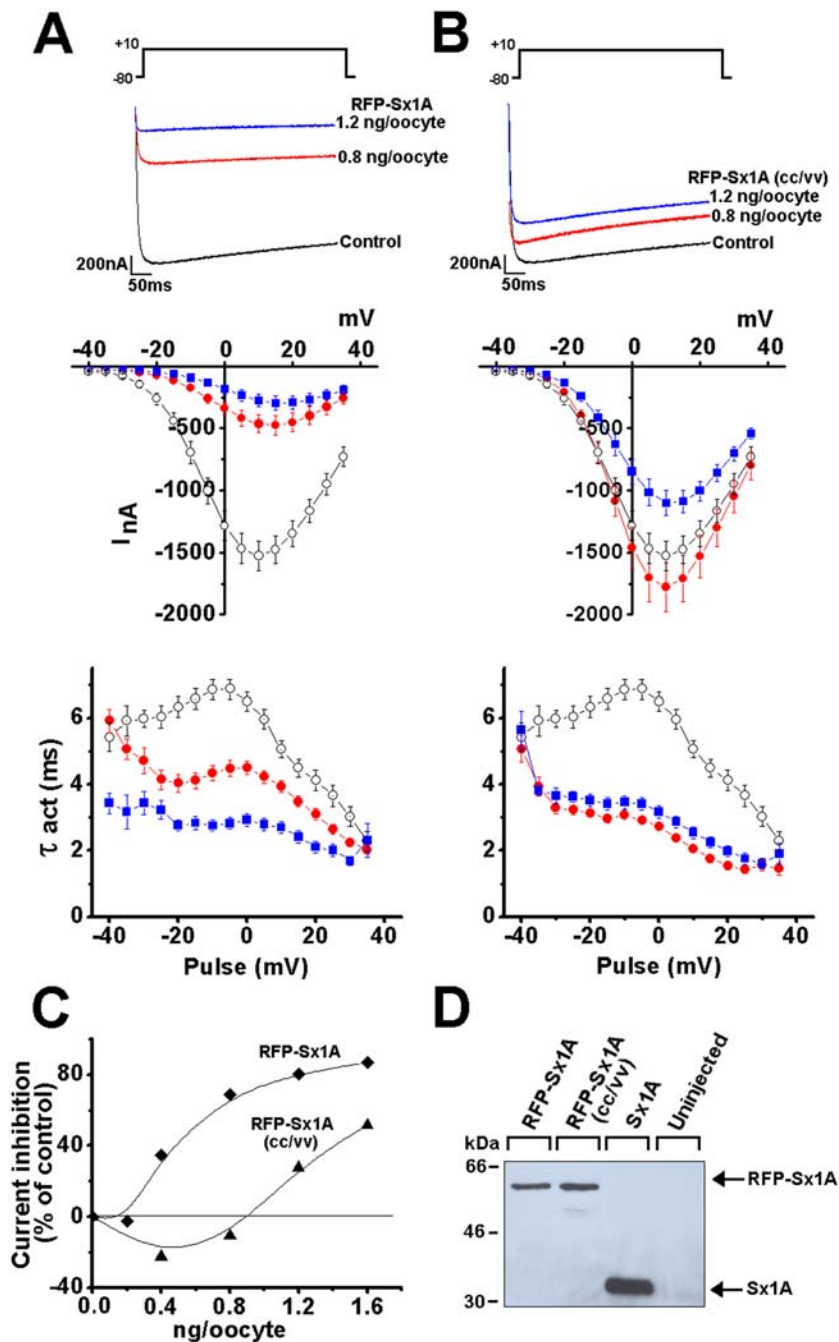 A
+10
-80
RFP-Sx1A
1.2 ng/oocyte
0.8 ng/oocyte
Control
200nA
50ms
B
+10
-80
RFP-Sx1A (cc/vv)
1.2 ng/oocyte
0.8 ng/oocyte
Control
200nA
50ms
mV
-40 -20 0 20 40
-500
-1000
-1500
-2000
I nA
mV
-40 -20 0 20 40
-500
-1000
-1500
-2000
τ act (ms)
6
4
2
0
-40 -20 0 20 40
Pulse (mV)
6
4
2
0
-40 -20 0 20 40
Pulse (mV)
C
Current inhibition
(% of control)
80
40
0
-40
RFP-Sx1A
RFP-Sx1A
(cc/vv)
0.0 0.4 0.8 1.2 1.6
ng/oocyte
D
RFP-Sx1A
RFP-Sx1A
(cc/vv)
Sx1A
Uninjected
kDa
66
46
30
RFP-Sx1A
Sx1A